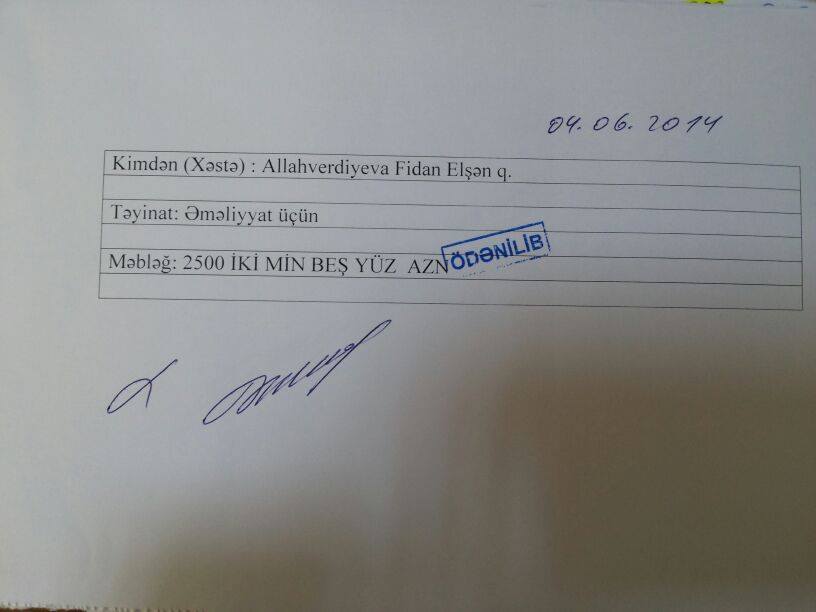 04.06.2014
Kimdən (Xəstə) : Allahverdiyeva Fidan Elşən q.
Təyinat: Əməliyyat üçün
Məbləğ: 2500 İKİ MİN BEŞ YÜZ AZN
ÖDƏNİLİB